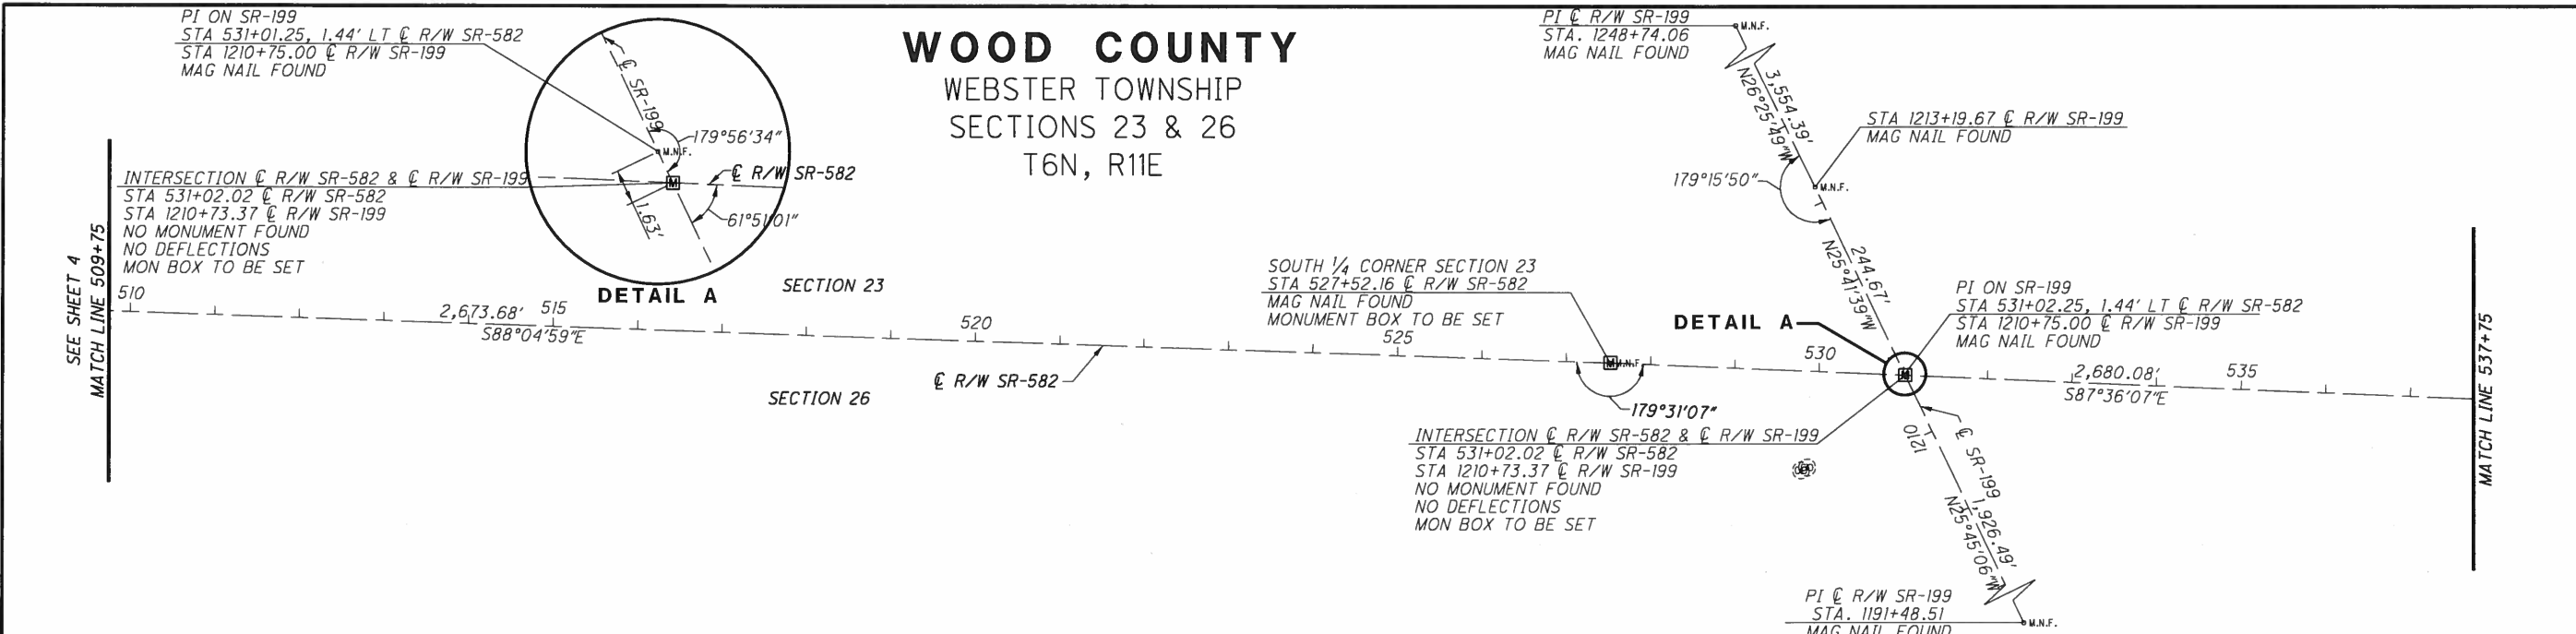 PI ON SR-199
STA 531+01.25, 1.44' LT ℄ R/W SR-582
STA 1210+75.00 ℄ R/W SR-199
MAG NAIL FOUND
INTERSECTION ℄ R/W SR-582 & ℄ R/W SR-199
STA 531+02.02 ℄ R/W SR-582
STA 1210+73.37 ℄ R/W SR-199
NO MONUMENT FOUND
NO DEFLECTIONS
MON BOX TO BE SET
SEE SHEET 4
MATCH LINE 509+75
℄ SR-199
179°56'34"
M.N.F.
℄ R/W SR-582
M
1.63'
61°51'01"
DETAIL A
WOOD COUNTY
WEBSTER TOWNSHIP
SECTIONS 23 & 26
T6N, R11E
SECTION 23
510
2,673.68'
515
S88°04'59"E
520
℄ R/W SR-582
SECTION 26
SOUTH 1/4 CORNER SECTION 23
STA 527+52.16 ℄ R/W SR-582
MAG NAIL FOUND
MONUMENT BOX TO BE SET
525
M M.N.F.
179°31'07"
530
DETAIL A
PI ℄ R/W SR-199
STA. 1248+74.06
MAG NAIL FOUND
M.N.F.
3,554.39'
N26°25'49"W
STA 1213+19.67 ℄ R/W SR-199
MAG NAIL FOUND
179°15'50"
M.N.F.
244.67'
N25°41'39"W
PI ON SR-199
STA 531+02.25, 1.44' LT ℄ R/W SR-582
STA 1210+75.00 ℄ R/W SR-199
MAG NAIL FOUND
M
2,680.08'
535
S87°36'07"E
INTERSECTION ℄ R/W SR-582 & ℄ R/W SR-199
STA 531+02.02 ℄ R/W SR-582
STA 1210+73.37 ℄ R/W SR-199
NO MONUMENT FOUND
NO DEFLECTIONS
MON BOX TO BE SET
1210
℄ SR-199
1,926.49'
N25°45'06"W
PI ℄ R/W SR-199
STA. 1191+48.51
MAG NAIL FOUND
M.N.F.
MATCH LINE 537+75